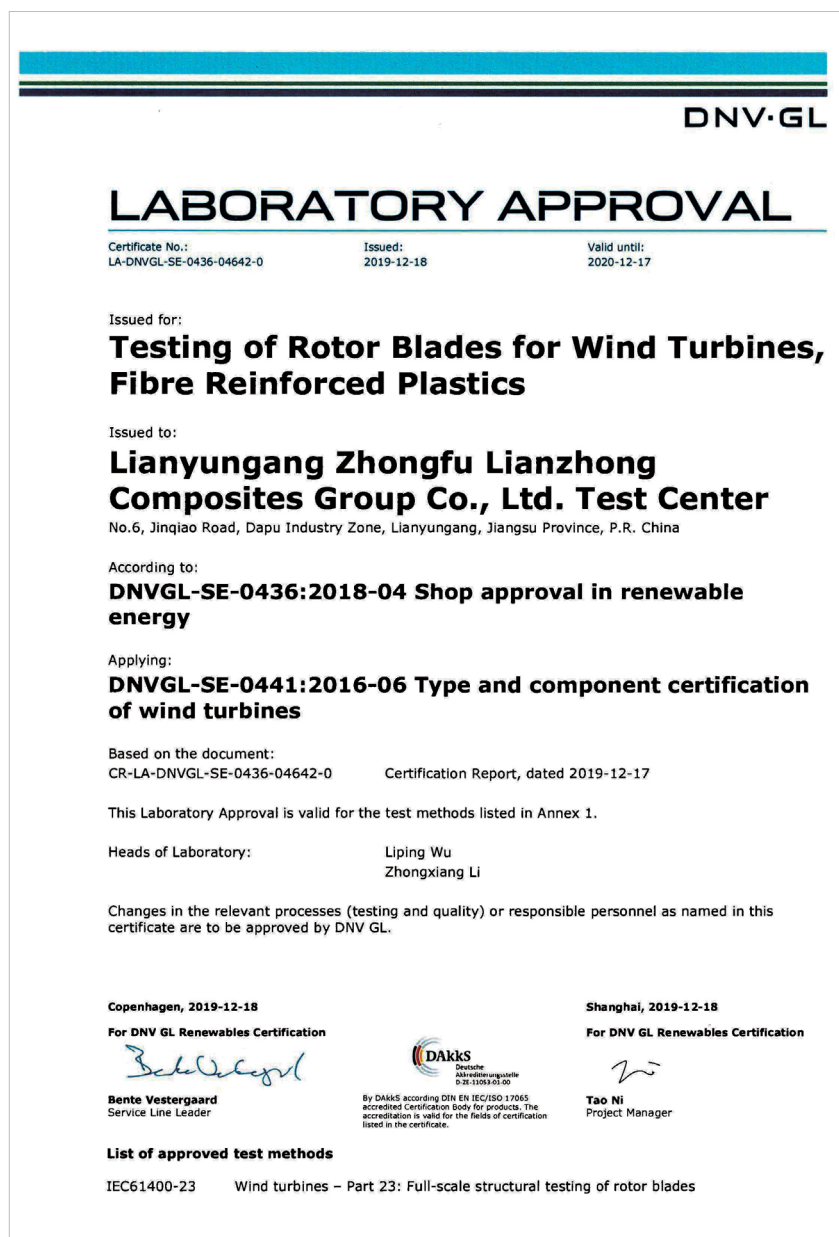 DNV·GL
LABORATORY APPROVAL
Certificate No.: Issued: Valid until:
LA-DNVGL-SE-0436-04642-0 2019-12-18 2020-12-17
Issued for:
Testing of Rotor Blades for Wind Turbines,
Fibre Reinforced Plastics
Issued to:
Lianyungang Zhongfu Lianzhong
Composites Group Co., Ltd. Test Center
No.6, Jinqiao Road, Dapu Industry Zone, Lianyungang, Jiangsu Province, P.R. China
According to:
DNVGL-SE-0436:2018-04 Shop approval in renewable
energy
Applying:
DNVGL-SE-0441:2016-06 Type and component certification
of wind turbines
Based on the document:
CR-LA-DNVGL-SE-0436-04642-0 Certification Report, dated 2019-12-17
This Laboratory Approval is valid for the test methods listed in Annex 1.
Heads of Laboratory: Liping Wu
Zhongxiang Li
Changes in the relevant processes (testing and quality) or responsible personnel as named in this
certificate are to be approved by DNV GL.
Copenhagen, 2019-12-18
For DNV GL Renewables Certification
Bente Vestergaard
Service Line Leader
DAkkS
Deutsche
Akkreditierungsstelle
D-ZE-11053-01-00
By DAkkS according DIN EN IEC/ISO 17065
accredited Certification Body for products. The
accreditation is valid for the fields of certification
listed in the certificate.
Shanghai, 2019-12-18
For DNV GL Renewables Certification
Tao Ni
Project Manager
List of approved test methods
IEC61400-23 Wind turbines – Part 23: Full-scale structural testing of rotor blades